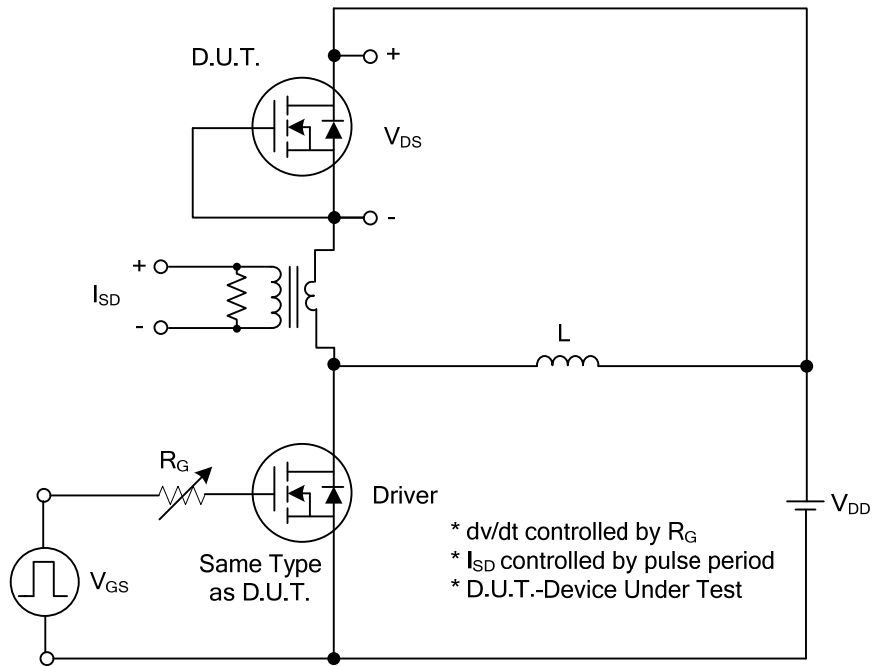 D.U.T.
+
V_DS
-
+
I_SD
-
L
R_G
Driver
V_DD
V_GS
Same Type
as D.U.T.
* dv/dt controlled by R_G
* I_SD controlled by pulse period
* D.U.T.-Device Under Test